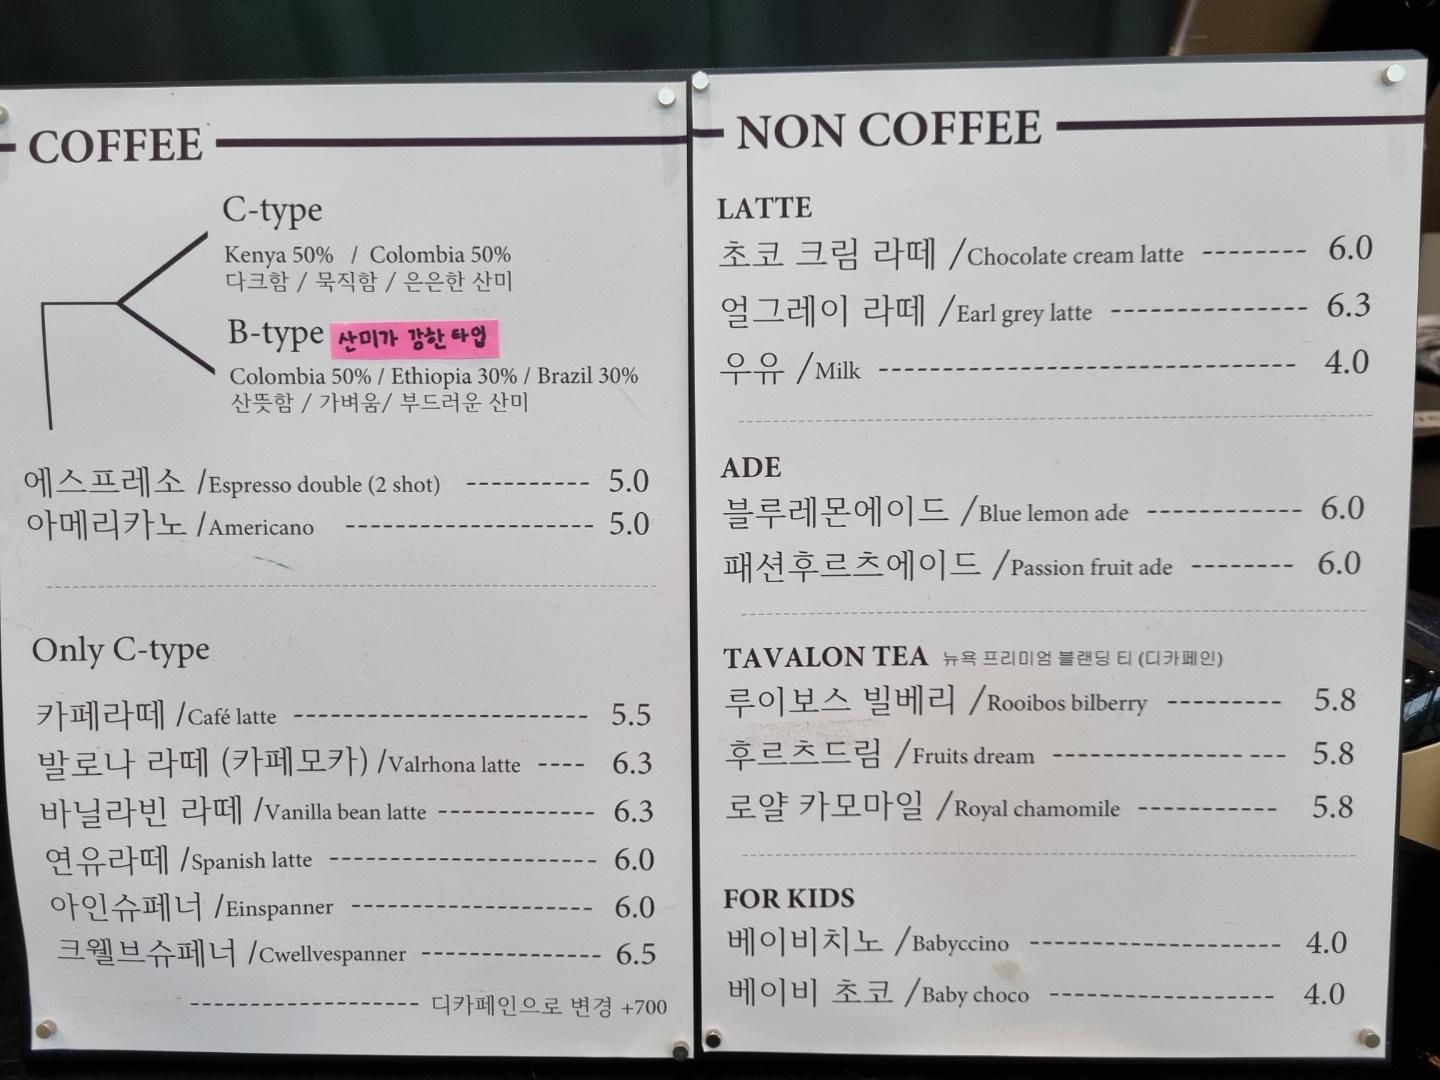 COFFEE
C-type
Kenya 50% / Colombia 50%
다크함 / 묵직함 / 은은한 산미
B-type 산미가 강한 타입
Colombia 50% / Ethiopia 30% / Brazil 30%
산뜻함 / 가벼움/ 부드러운 산미
에스프레소 /Espresso double (2 shot) ---------- 5.0
아메리카노 /Americano -------------------- 5.0
Only C-type
카페라떼 /Café latte ------------------------ 5.5
발로나 라떼 (카페모카) /Valrhona latte ---- 6.3
바닐라빈 라떼 /Vanilla bean latte ------------- 6.3
연유라떼 /Spanish latte ---------------------- 6.0
아인슈페너 /Einspanner -------------------- 6.0
크웰브슈페너 /Cwellvespanner --------------- 6.5
------------------- 디카페인으로 변경 +700
NON COFFEE
LATTE
초코 크림 라떼 /Chocolate cream latte -------- 6.0
얼그레이 라떼 /Earl grey latte --------------- 6.3
우유 /Milk -------------------------------- 4.0
ADE
블루레몬에이드 /Blue lemon ade ------------ 6.0
패션후르츠에이드 /Passion fruit ade -------- 6.0
TAVALON TEA 뉴욕 프리미엄 블랜딩 티 (디카페인)
루이보스 빌베리 /Rooibos bilberry --------- 5.8
후르츠드림 /Fruits dream --------------- --- 5.8
로얄 카모마일 /Royal chamomile ----------- 5.8
FOR KIDS
베이비치노 /Babyccino -------------------- 4.0
베이비 초코 /Baby choco ------------------ 4.0